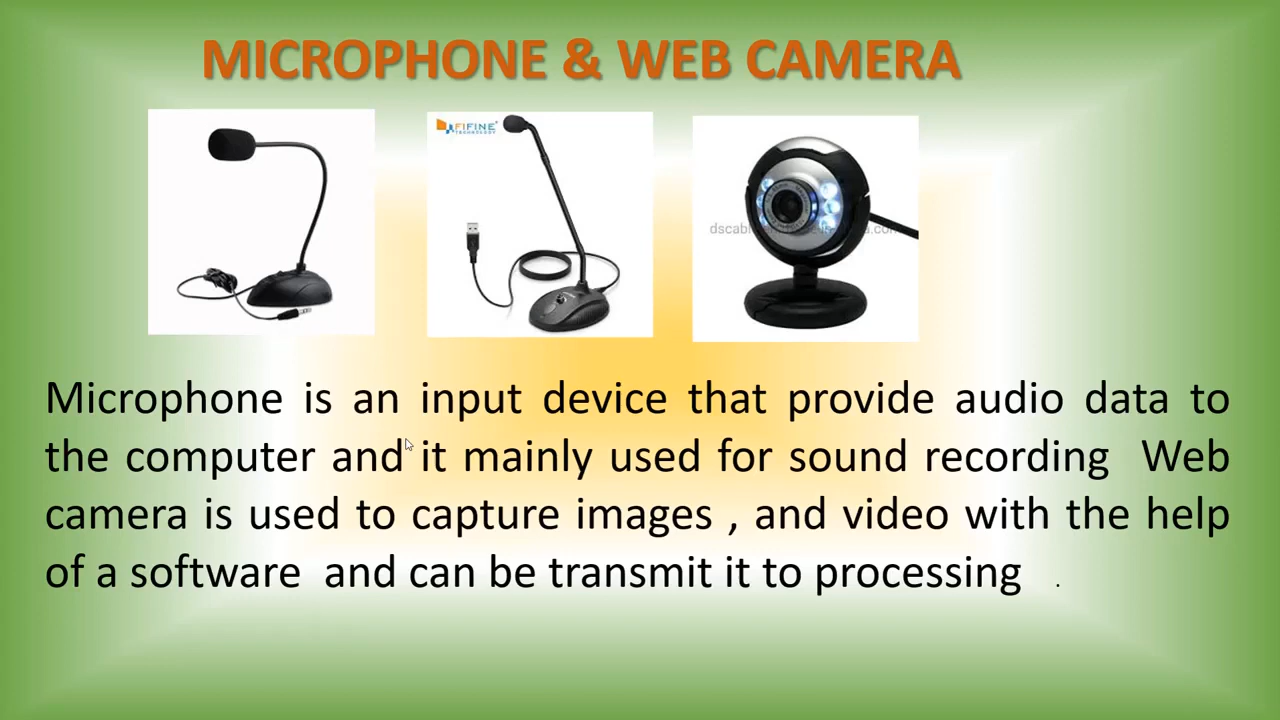 MICROPHONE & WEB CAMERA
FIFINE
TECHNOLOGY
Microphone is an input device that provide audio data to
the computer and it mainly used for sound recording Web
camera is used to capture images , and video with the help
of a software and can be transmit it to processing .